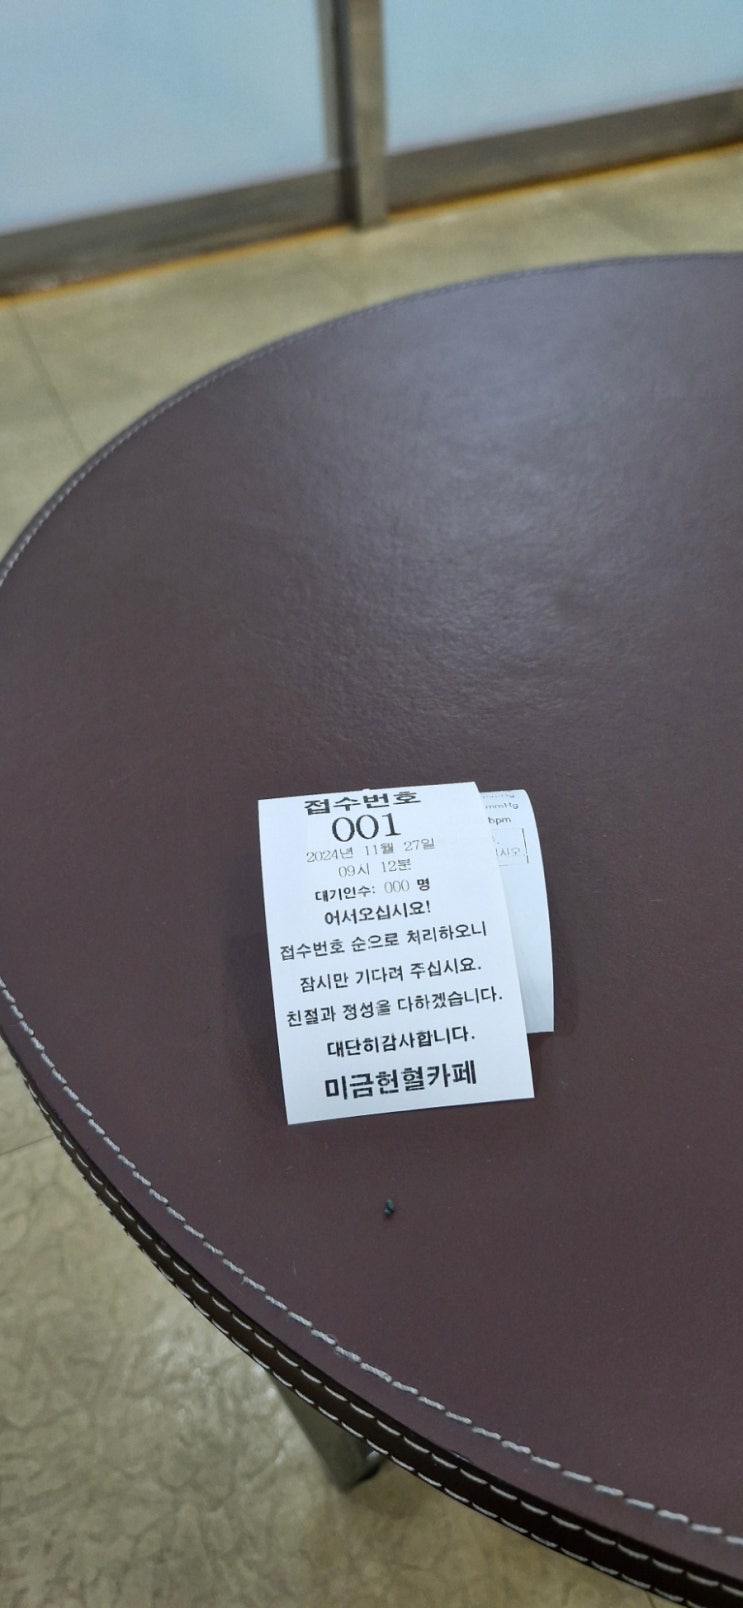 접수번호
001
2024년 11월 27일
09시 12분
대기인수: 000 명
어서오십시요!
접수번호 순으로 처리하오니
잠시만 기다려 주십시요.
친절과 정성을 다하겠습니다.
대단히감사합니다.
미금헌혈카페
mmHg
bpm